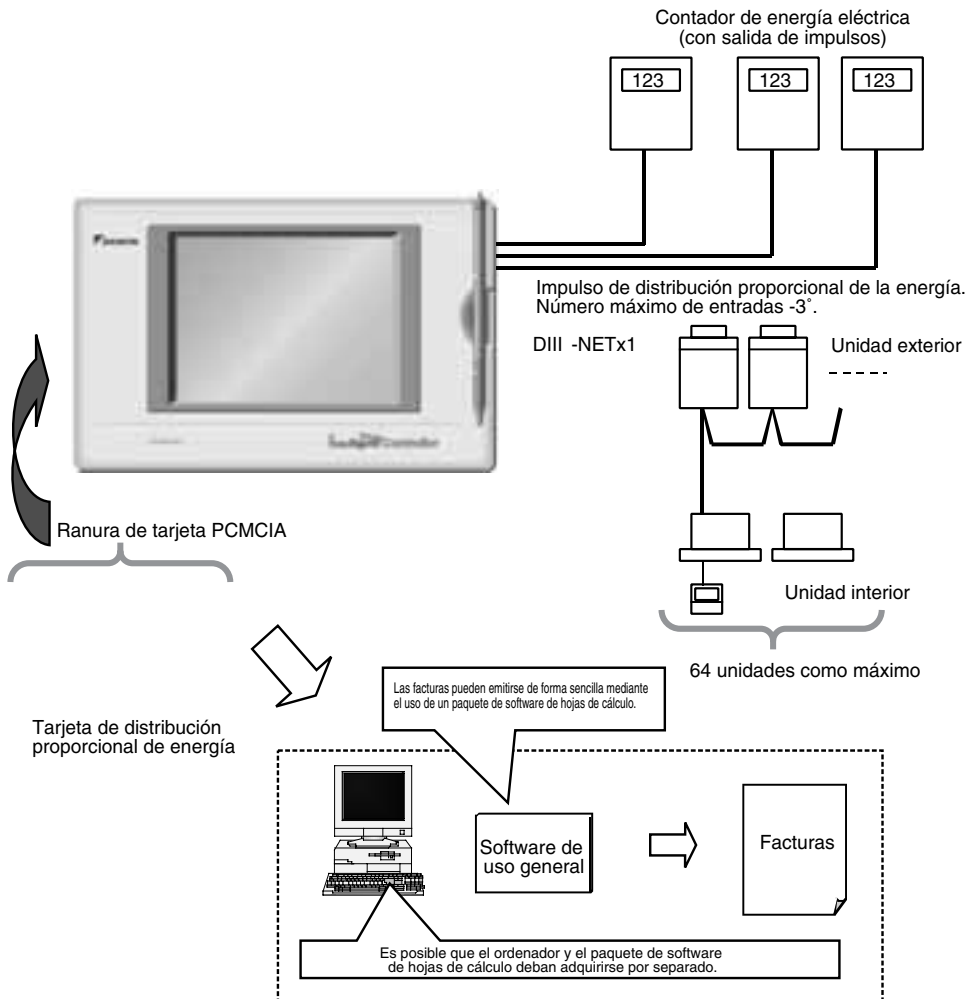 Contador de energía eléctrica
(con salida de impulsos)
123
123
123
Impulso de distribución proporcional de la energía.
Número máximo de entradas -3˚.
DIII -NETx1
Unidad exterior
Ranura de tarjeta PCMCIA
Unidad interior
64 unidades como máximo
Las facturas pueden emitirse de forma sencilla mediante
el uso de un paquete de software de hojas de cálculo.
Tarjeta de distribución
proporcional de energía
Software de
uso general
Facturas
Es posible que el ordenador y el paquete de software
de hojas de cálculo deban adquirirse por separado.